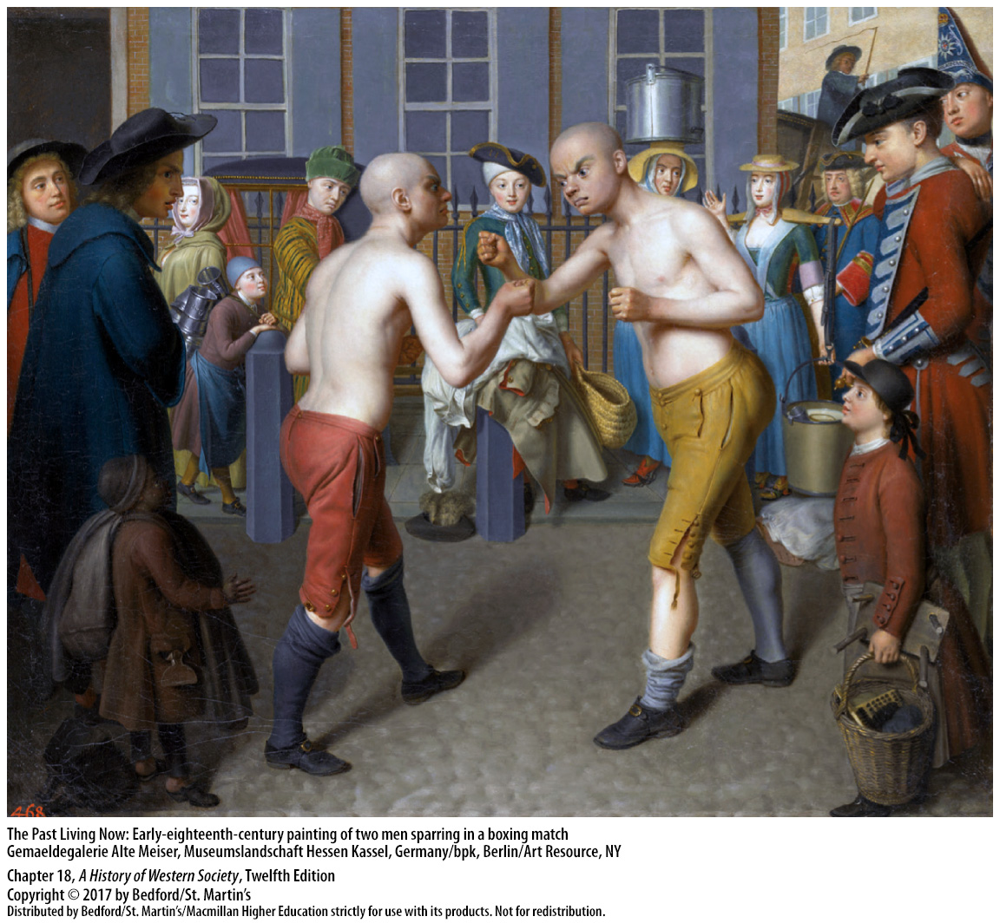 468
The Past Living Now: Early-eighteenth-century painting of two men sparring in a boxing match
Gemaeldegalerie Alte Meiser, Museumslandschaft Hessen Kassel, Germany/bpk, Berlin/Art Resource, NY
Chapter 18, A History of Western Society, Twelfth Edition
Copyright © 2017 by Bedford/St. Martin's
Distributed by Bedford/St. Martin's/Macmillan Higher Education strictly for use with its products. Not for redistribution.